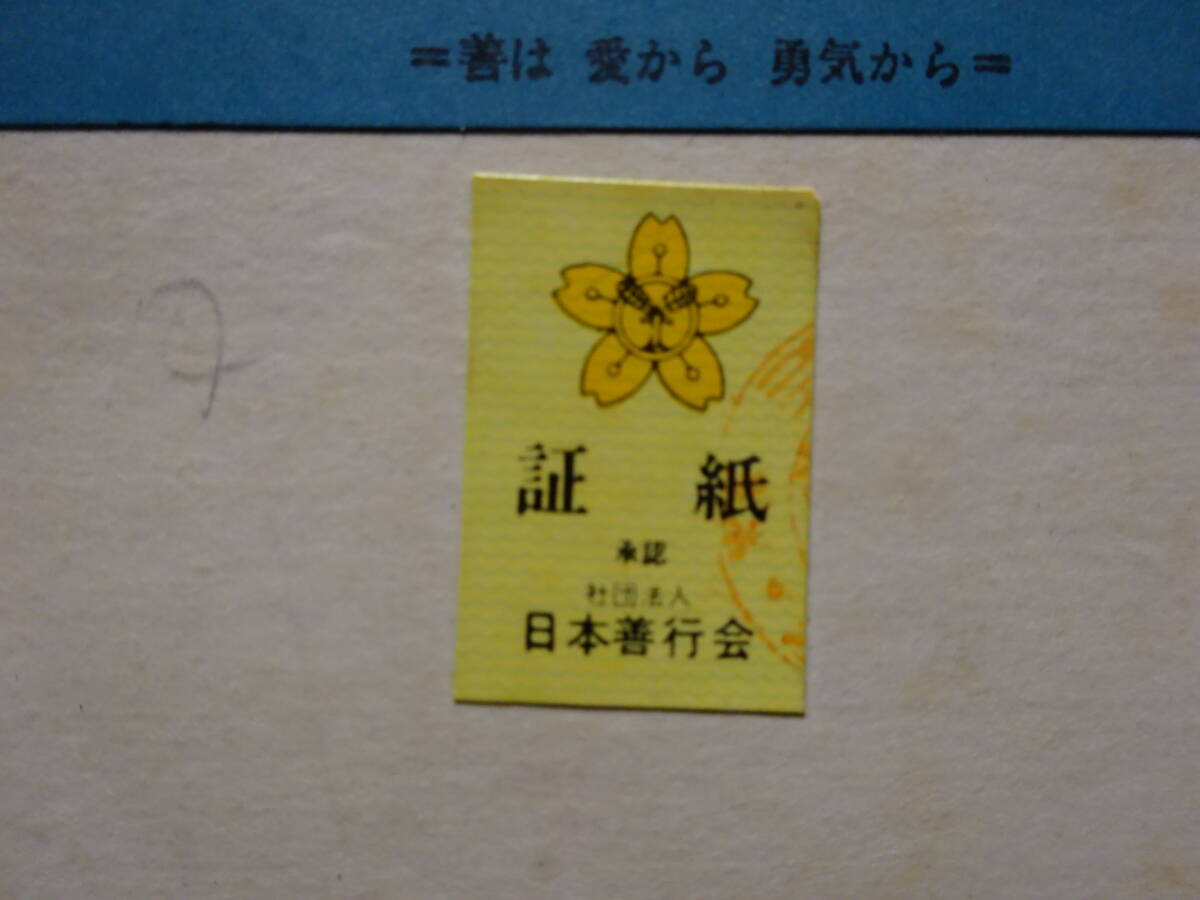 =善は 愛から 勇気から=
証 紙
承認
社団法人
日本善行会